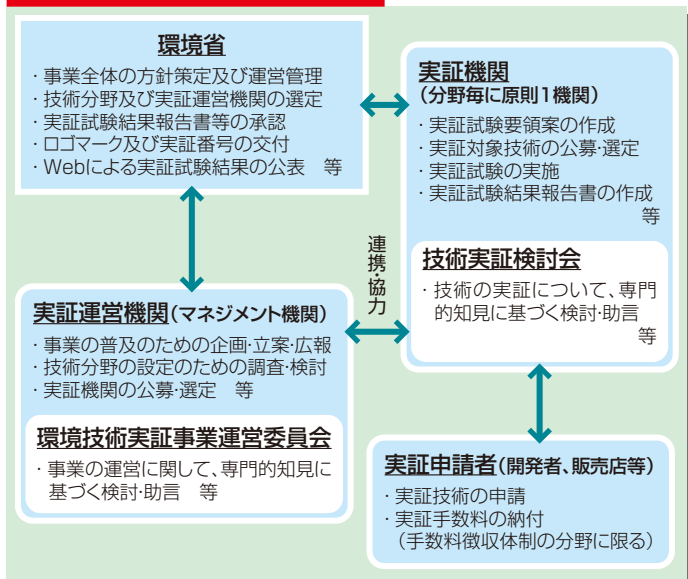 環境省
・事業全体の方針策定及び運営管理
・技術分野及び実証運営機関の選定
・実証試験結果報告書等の承認
・ロゴマーク及び実証番号の交付
・Webによる実証試験結果の公表　等
実証機関
(分野毎に原則1機関)
・実証試験要領案の作成
・実証対象技術の公募・選定
・実証試験の実施
・実証試験結果報告書の作成
等
技術実証検討会
・技術の実証について、専門
的知見に基づく検討・助言
等
連携・協力
実証運営機関(マネジメント機関)
・事業の普及のための企画・立案・広報
・技術分野の設定のための調査・検討
・実証機関の公募・選定　等
環境技術実証事業運営委員会
・事業の運営に関して、専門的知見に
基づく検討・助言　等
実証申請者(開発者、販売店等)
・実証技術の申請
・実証手数料の納付
(手数料徴収体制の分野に限る)